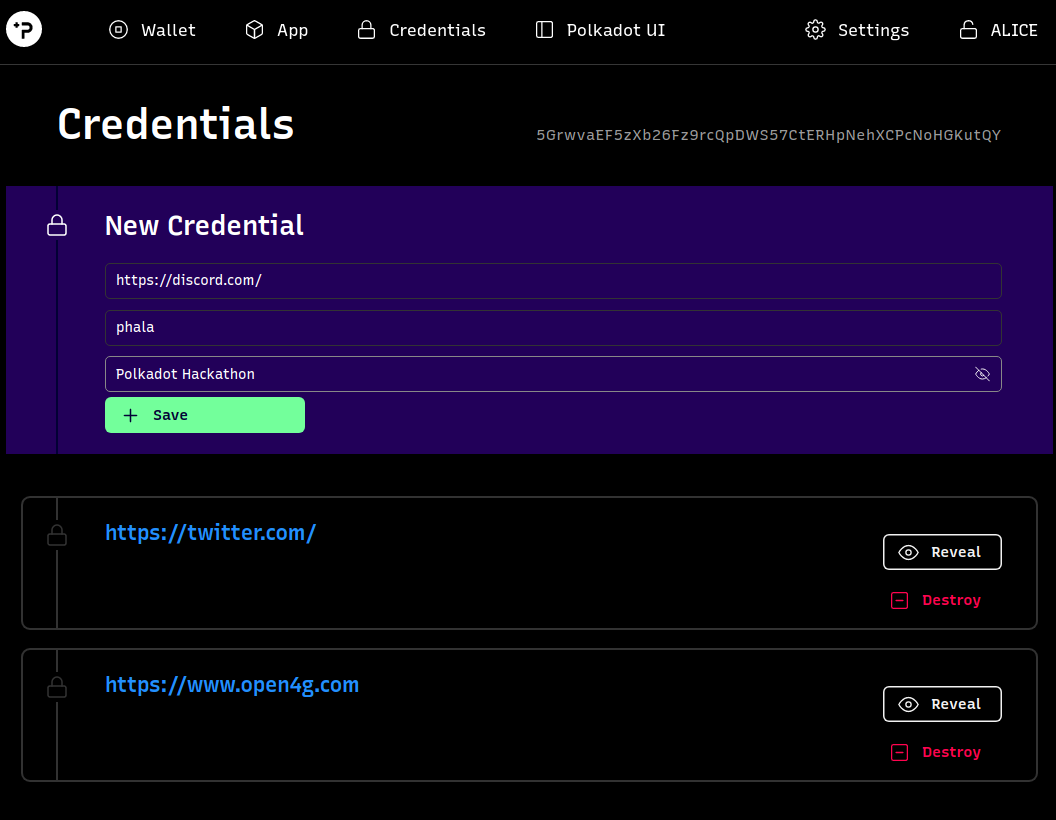 Wallet App Credentials Polkadot UI Settings ALICE
Credentials
5GrwvaEF5zXb26Fz9rcQpDWS57CtERHpNehXCPcNoHGKutQY
New Credential
https://discord.com/
phala
Polkadot Hackathon
Save
https://twitter.com/
Reveal
Destroy
https://www.open4g.com
Reveal
Destroy